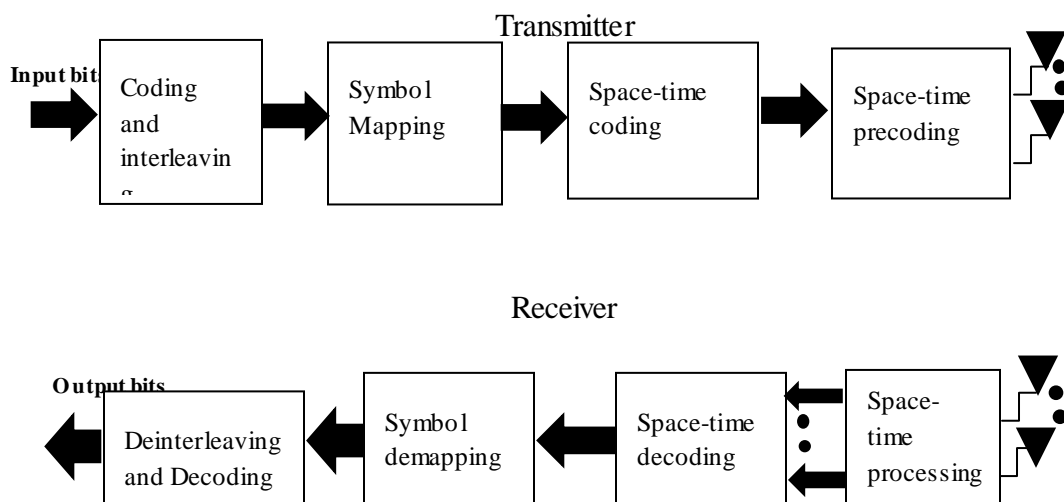 Transmitter
Input bits
Coding
and
interleavin
g
Symbol
Mapping
Space-time
coding
Space-time
precoding
Receiver
Output bits
Deinterleaving
and Decoding
Symbol
demapping
Space-time
decoding
Space-
time
processing